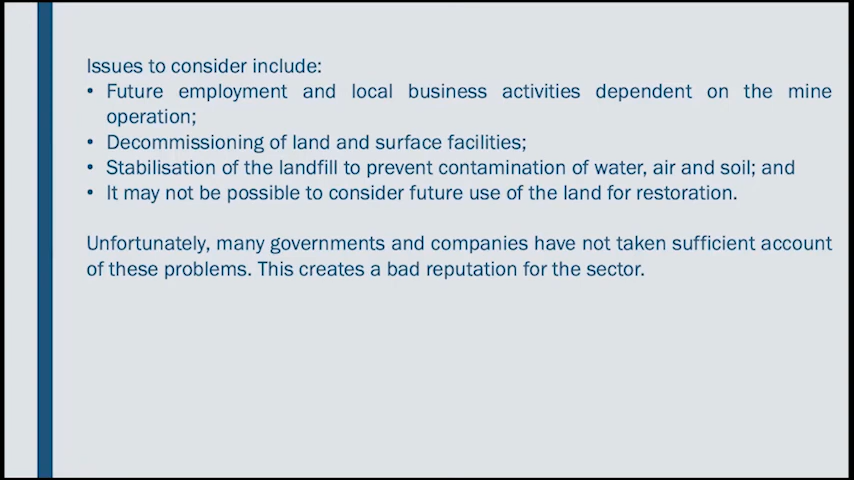 Issues to consider include:
• Future employment and local business activities dependent on the mine
operation;
• Decommissioning of land and surface facilities;
• Stabilisation of the landfill to prevent contamination of water, air and soil; and
• It may not be possible to consider future use of the land for restoration.
Unfortunately, many governments and companies have not taken sufficient account
of these problems. This creates a bad reputation for the sector.